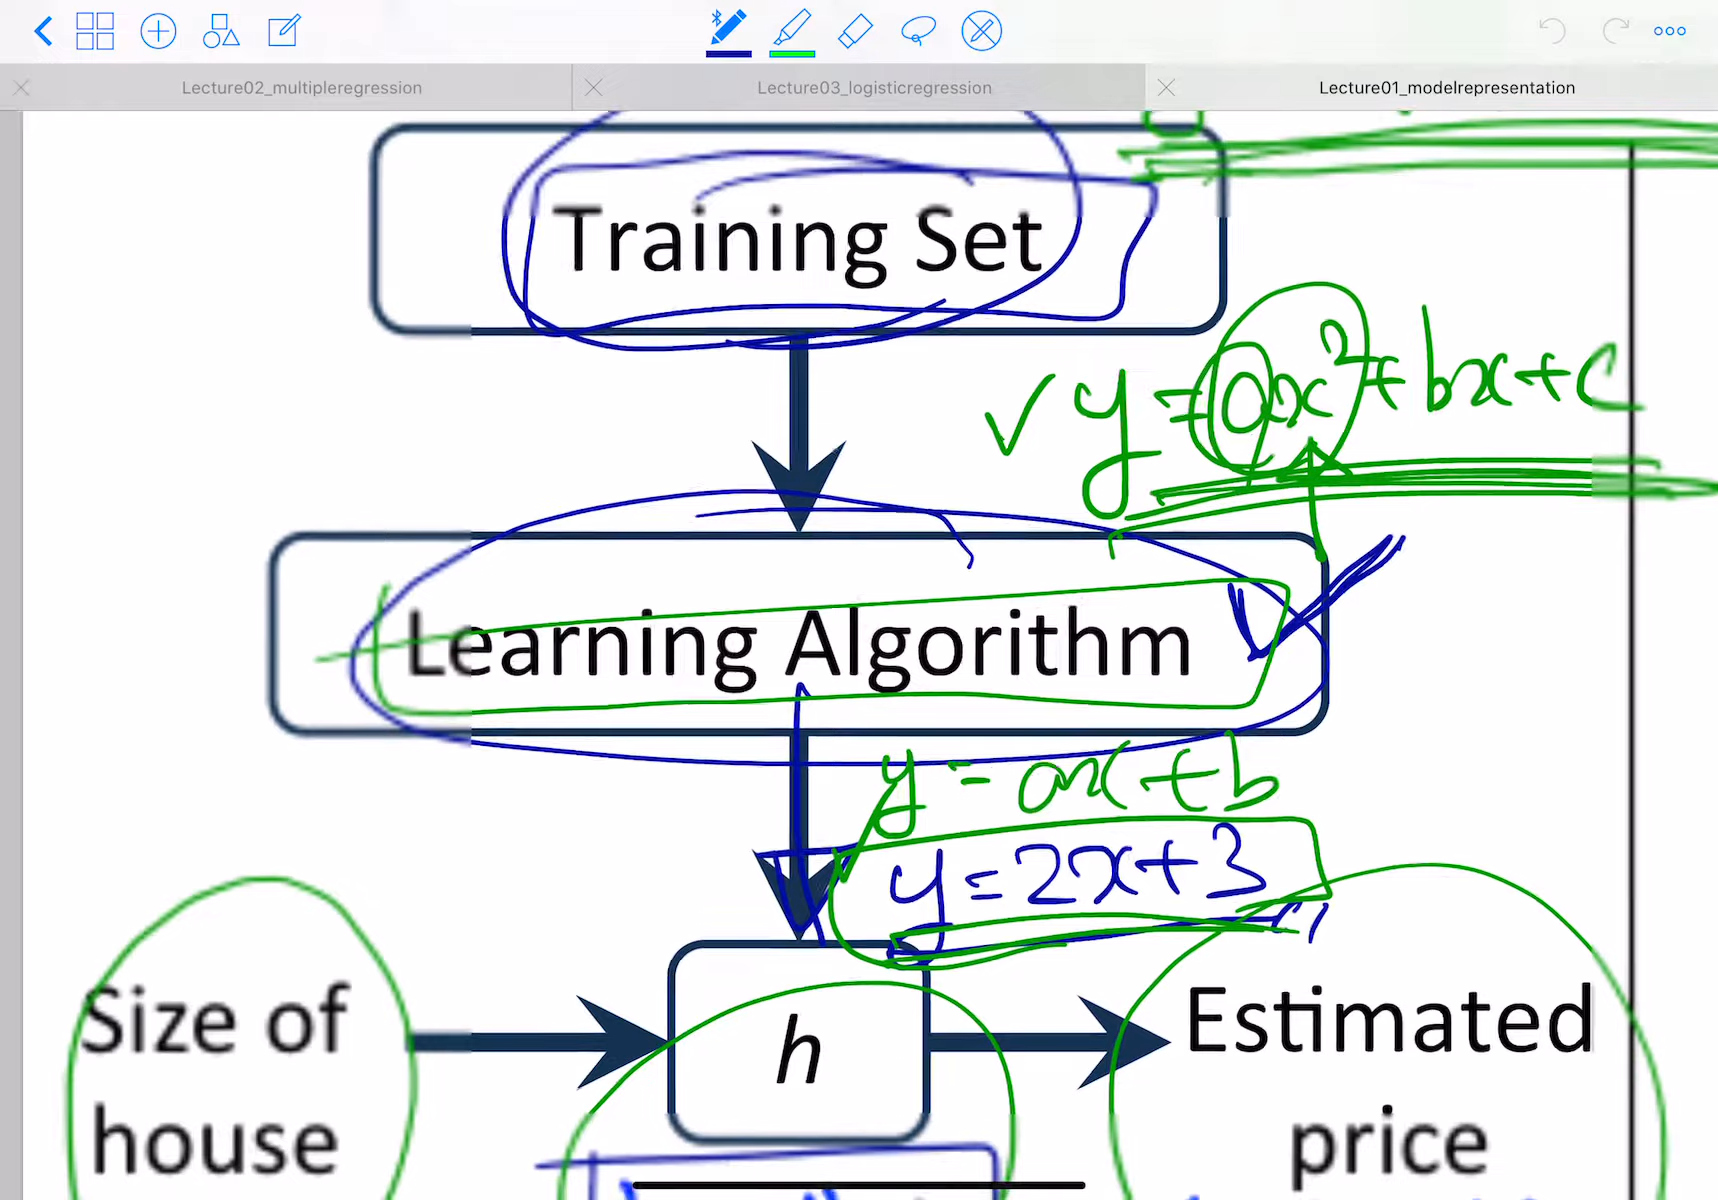 Lecture02_multipleregression
Lecture03_logisticregression
Lecture01_modelrepresentation
Training Set
✓ y = ax² + bx + c
Learning Algorithm
y = ax + b
y = 2x + 3
Size of house
h
Estimated price